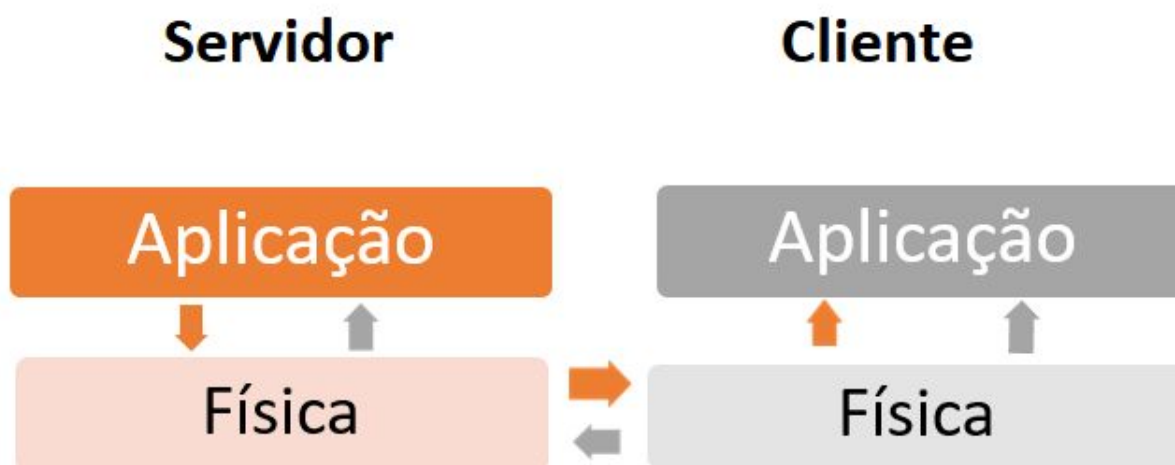 Servidor
Cliente
Aplicação
Aplicação
Física
Física